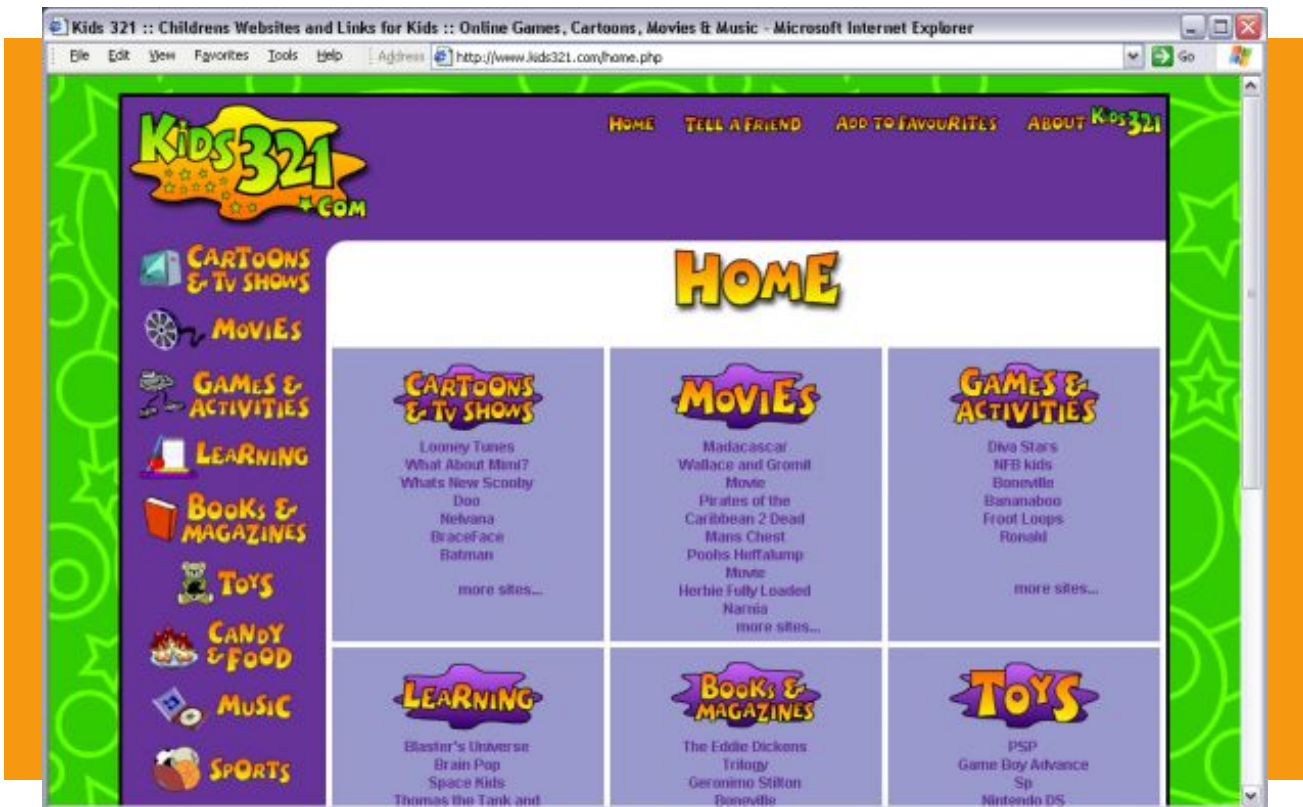 Kids 321 :: Childrens Websites and Links for Kids :: Online Games, Cartoons, Movies & Music - Microsoft Internet Explorer
File Edit View Favorites Tools Help Address http://www.kids321.com/home.php Go
HOME TELL A FRIEND ADD TO FAVOURITES ABOUT KIDS321
KIDS 321
.COM
CARTOONS
& TV SHOWS
MOVIES
GAMES &
ACTIVITIES
LEARNING
BOOKS &
MAGAZINES
TOYS
CANDY
& FOOD
MUSIC
SPORTS
HOME
CARTOONS
& TV SHOWS
Looney Tunes
What About Mimi?
Whats New Scooby
Doo
Nelvana
BraceFace
Batman
more sites...
MOVIES
Madacascar
Wallace and Gromit
Movie
Pirates of the
Caribbean 2 Dead
Mans Chest
Poohs Heffalump
Movie
Herbie Fully Loaded
Narnia
more sites...
GAMES &
ACTIVITIES
Diva Stars
NFB kids
Boneville
Bananaboo
Froot Loops
Ronald
more sites...
LEARNING
Blaster's Universe
Brain Pop
Space Kids
Thomas the Tank and
BOOKS &
MAGAZINES
The Eddie Dickens
Trilogy
Geronimo Stilton
Boneville
TOYS
PSP
Game Boy Advance
Sp
Nintendo DS